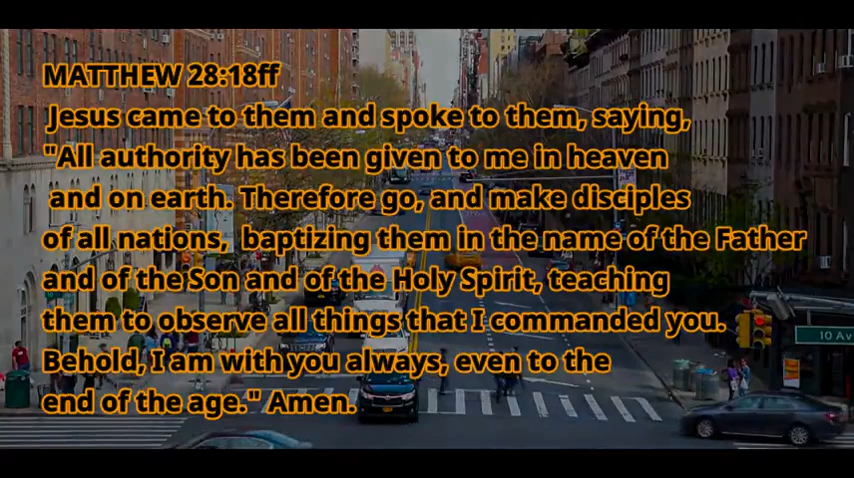 MATTHEW 28:18ff
Jesus came to them and spoke to them, saying,
"All authority has been given to me in heaven
and on earth. Therefore go, and make disciples
of all nations, baptizing them in the name of the Father
and of the Son and of the Holy Spirit, teaching
them to observe all things that I commanded you.
Behold, I am with you always, even to the
end of the age." Amen.
10 Av